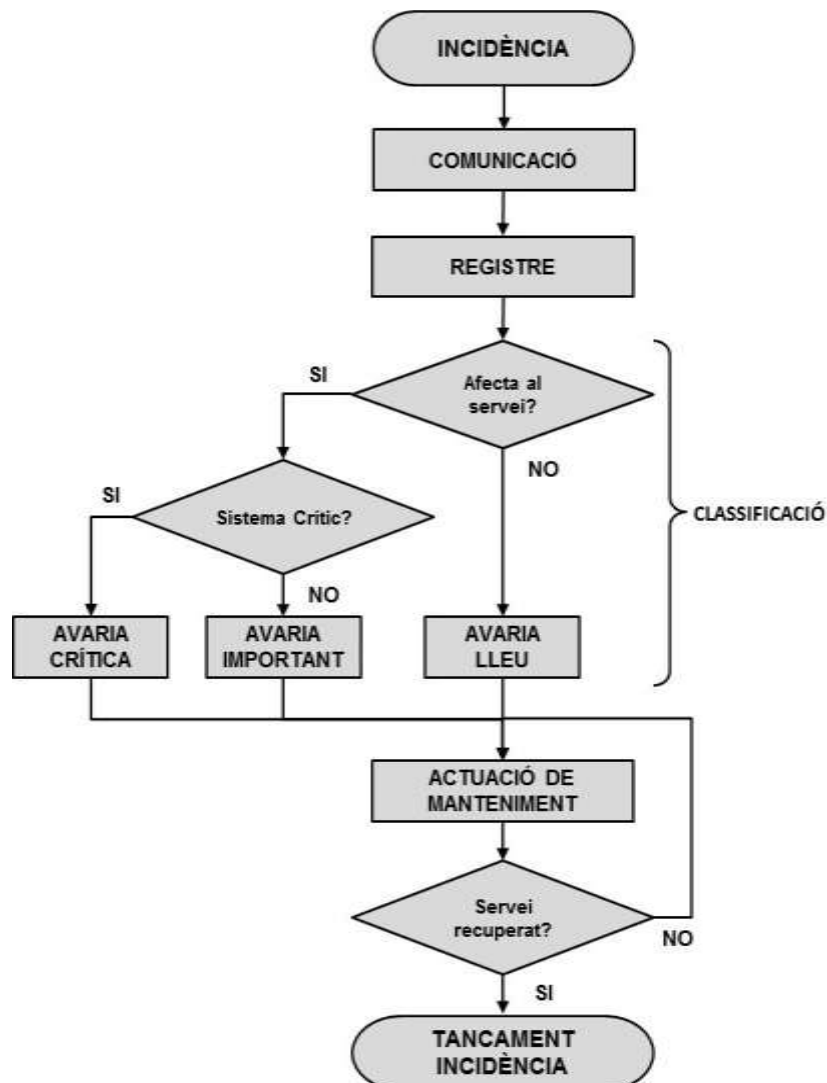 INCIDÈNCIA
COMUNICACIÓ
REGISTRE
SI
Afecta al
servei?
NO
SI
Sistema Crític?
NO
CLASSIFICACIÓ
AVARIA
CRÍTICA
AVARIA
IMPORTANT
AVARIA
LLEU
ACTUACIÓ DE
MANTENIMENT
Servei
recuperat?
NO
SI
TANCAMENT
INCIDÈNCIA